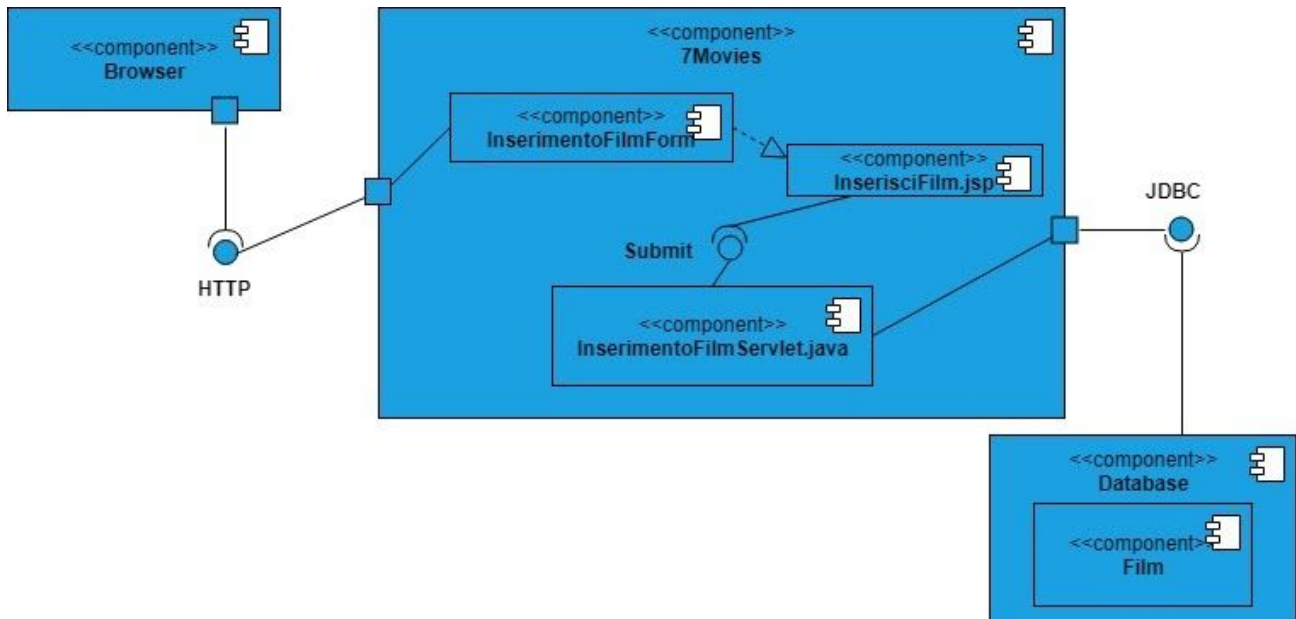 <<component>>
Browser
<<component>>
7Movies
<<component>>
InserimentoFilmForm
<<component>>
InserisciFilm.jsp
JDBC
Submit
HTTP
<<component>>
InserimentoFilmServlet.java
<<component>>
Database
<<component>>
Film